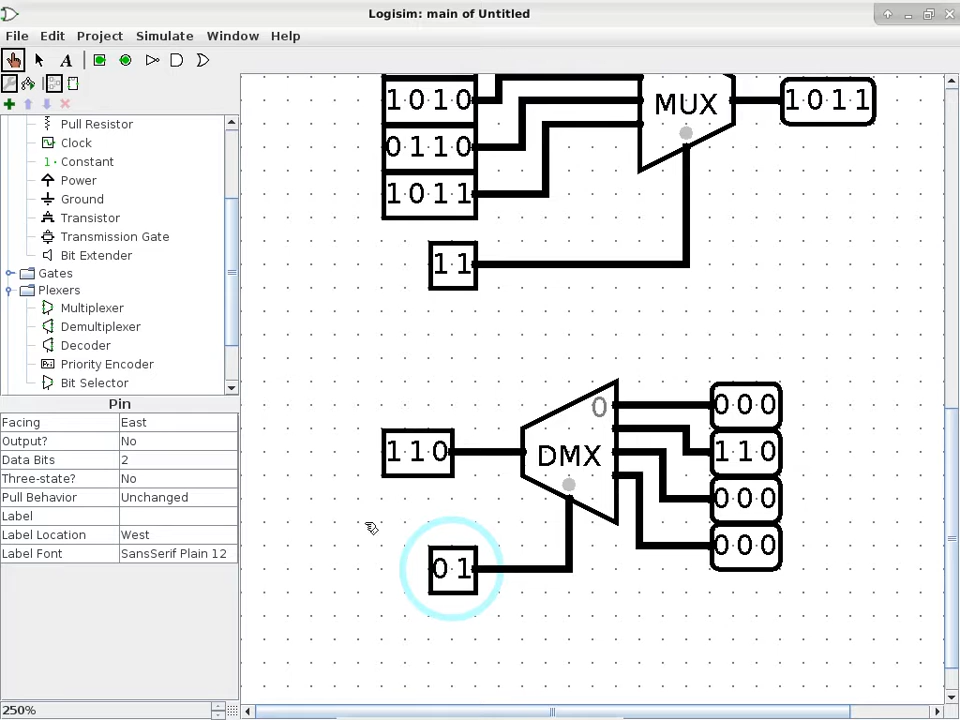 Logisim: main of Untitled
File Edit Project Simulate Window Help
A
Pull Resistor
Clock
1 Constant
Power
Ground
Transistor
Transmission Gate
Bit Extender
Gates
Plexers
Multiplexer
Demultiplexer
Decoder
Pri Priority Encoder
Bit Selector
Pin
Facing East
Output? No
Data Bits 2
Three-state? No
Pull Behavior Unchanged
Label
Label Location West
Label Font SansSerif Plain 12
250%
1010
0110
1011
11
MUX
1011
110
01
0
DMX
000
110
000
000